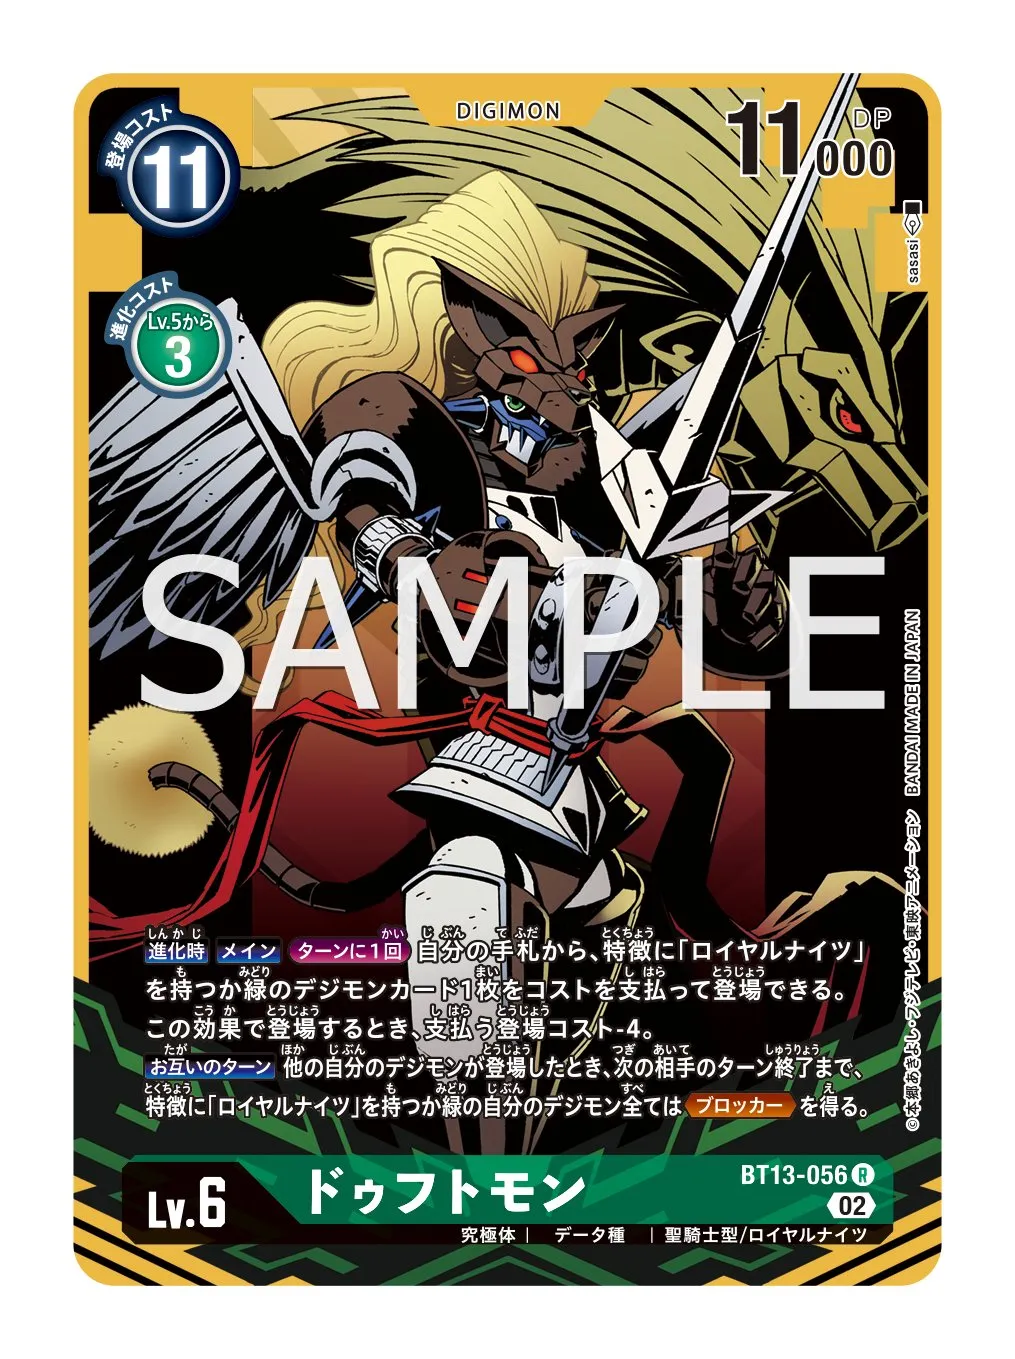 DIGIMON
登場コスト
11
11000
DP
sasasi
進化コスト
Lv.5から
3
SAMPLE
進化時 メイン ターンに1回 自分の手札から、特徴に「ロイヤルナイツ」
を持つか緑のデジモンカード1枚をコストを支払って登場できる。
この効果で登場するとき、支払う登場コスト-4。
お互いのターン 他の自分のデジモンが登場したとき、次の相手のターン終了まで、
特徴に「ロイヤルナイツ」を持つか緑の自分のデジモン全ては ブロッカー を得る。
©本郷あきよし・フジテレビ・東映アニメーション BANDAI MADE IN JAPAN
Lv.6
ドゥフトモン
BT13-056 R
02
究極体 | データ種 | 聖騎士型/ロイヤルナイツ